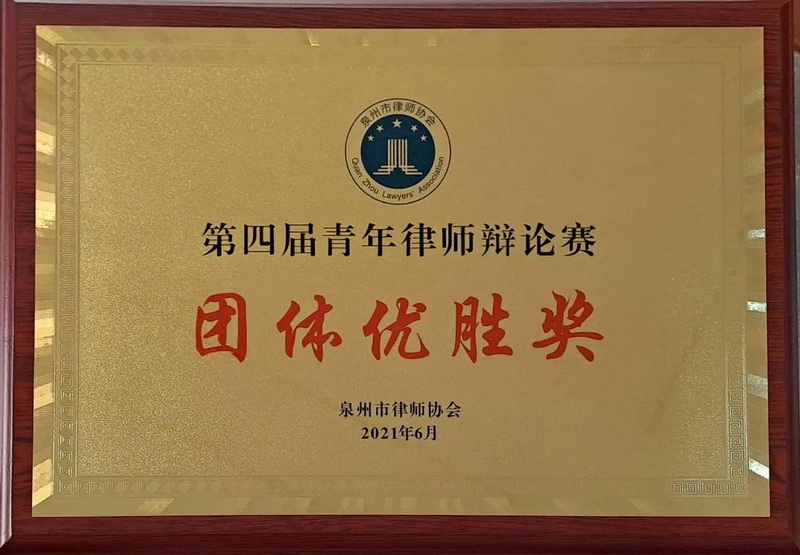 泉州市律师协会
Quan Zhou Lawyers' Association
第四届青年律师辩论赛
团体优胜奖
泉州市律师协会
2021年6月